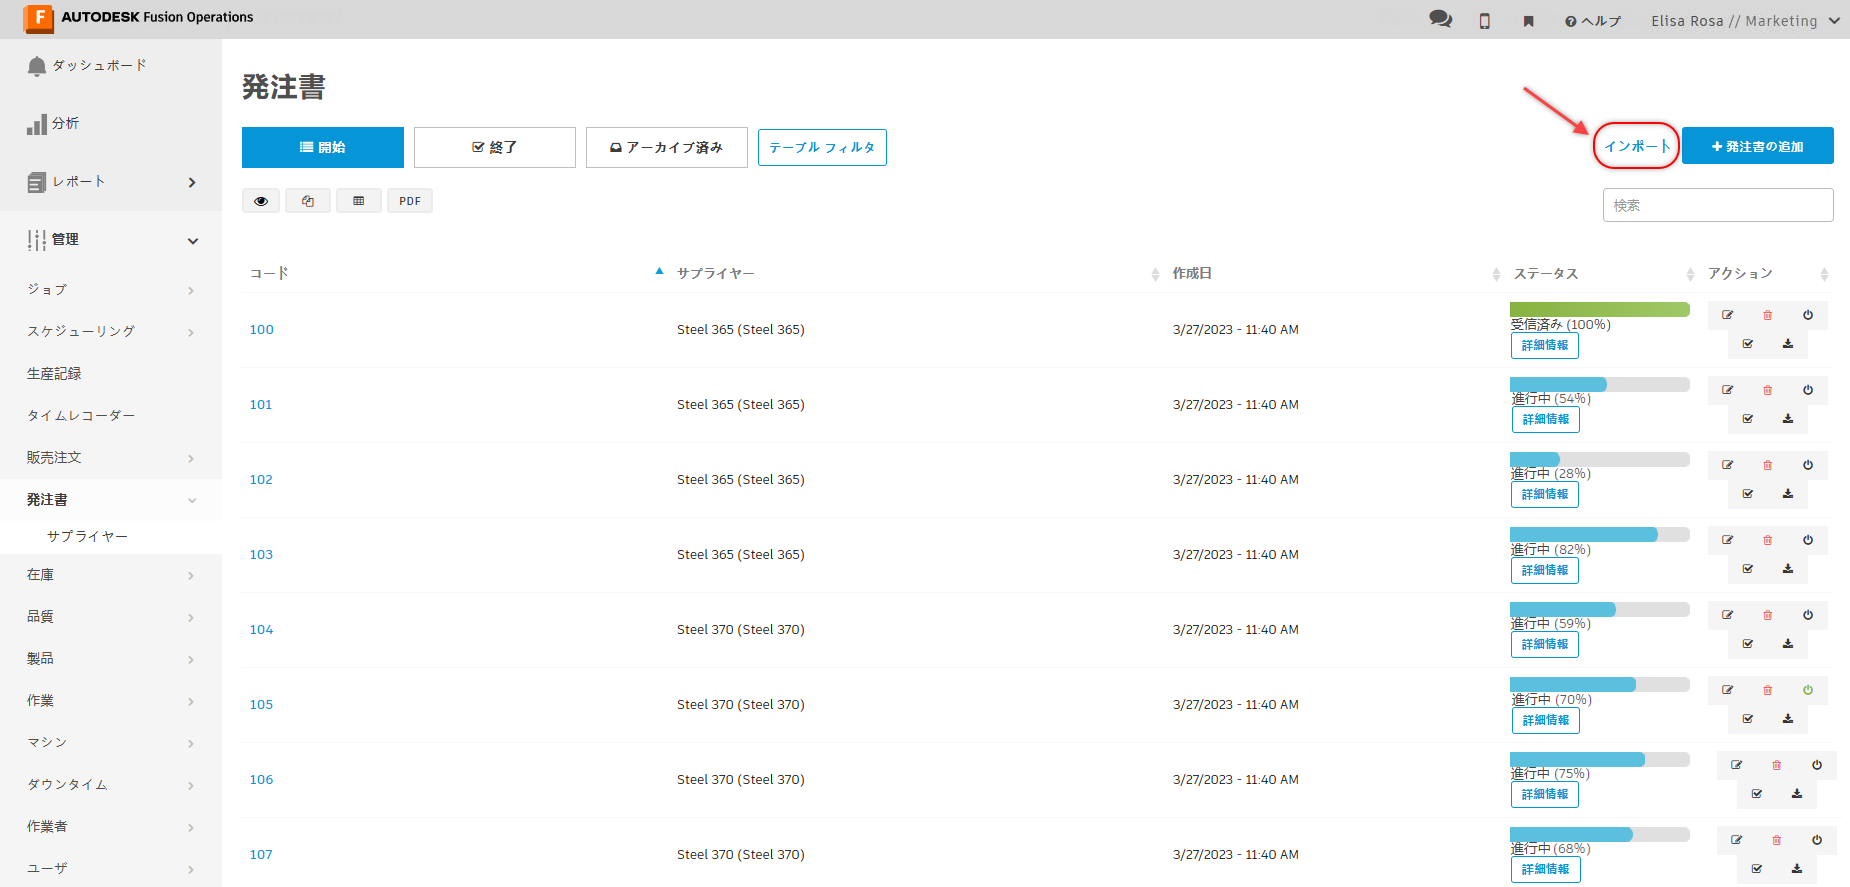 AUTODESK Fusion Operations
ヘルプ
Elisa Rosa // Marketing
ダッシュボード
分析
レポート
管理
ジョブ
スケジューリング
生産記録
タイムレコーダー
販売注文
発注書
サプライヤー
在庫
品質
製品
作業
マシン
ダウンタイム
作業者
ユーザ
発注書
開始
終了
アーカイブ済み
テーブル フィルタ
インポート
発注書の追加
PDF
検索
コード サプライヤー 作成日 ステータス アクション
100 Steel 365 (Steel 365) 3/27/2023 - 11:40 AM 受信済み (100%)
詳細情報
101 Steel 365 (Steel 365) 3/27/2023 - 11:40 AM 進行中 (54%)
詳細情報
102 Steel 365 (Steel 365) 3/27/2023 - 11:40 AM 進行中 (28%)
詳細情報
103 Steel 365 (Steel 365) 3/27/2023 - 11:40 AM 進行中 (82%)
詳細情報
104 Steel 370 (Steel 370) 3/27/2023 - 11:40 AM 進行中 (59%)
詳細情報
105 Steel 370 (Steel 370) 3/27/2023 - 11:40 AM 進行中 (70%)
詳細情報
106 Steel 370 (Steel 370) 3/27/2023 - 11:40 AM 進行中 (75%)
詳細情報
107 Steel 370 (Steel 370) 3/27/2023 - 11:40 AM 進行中 (68%)
詳細情報